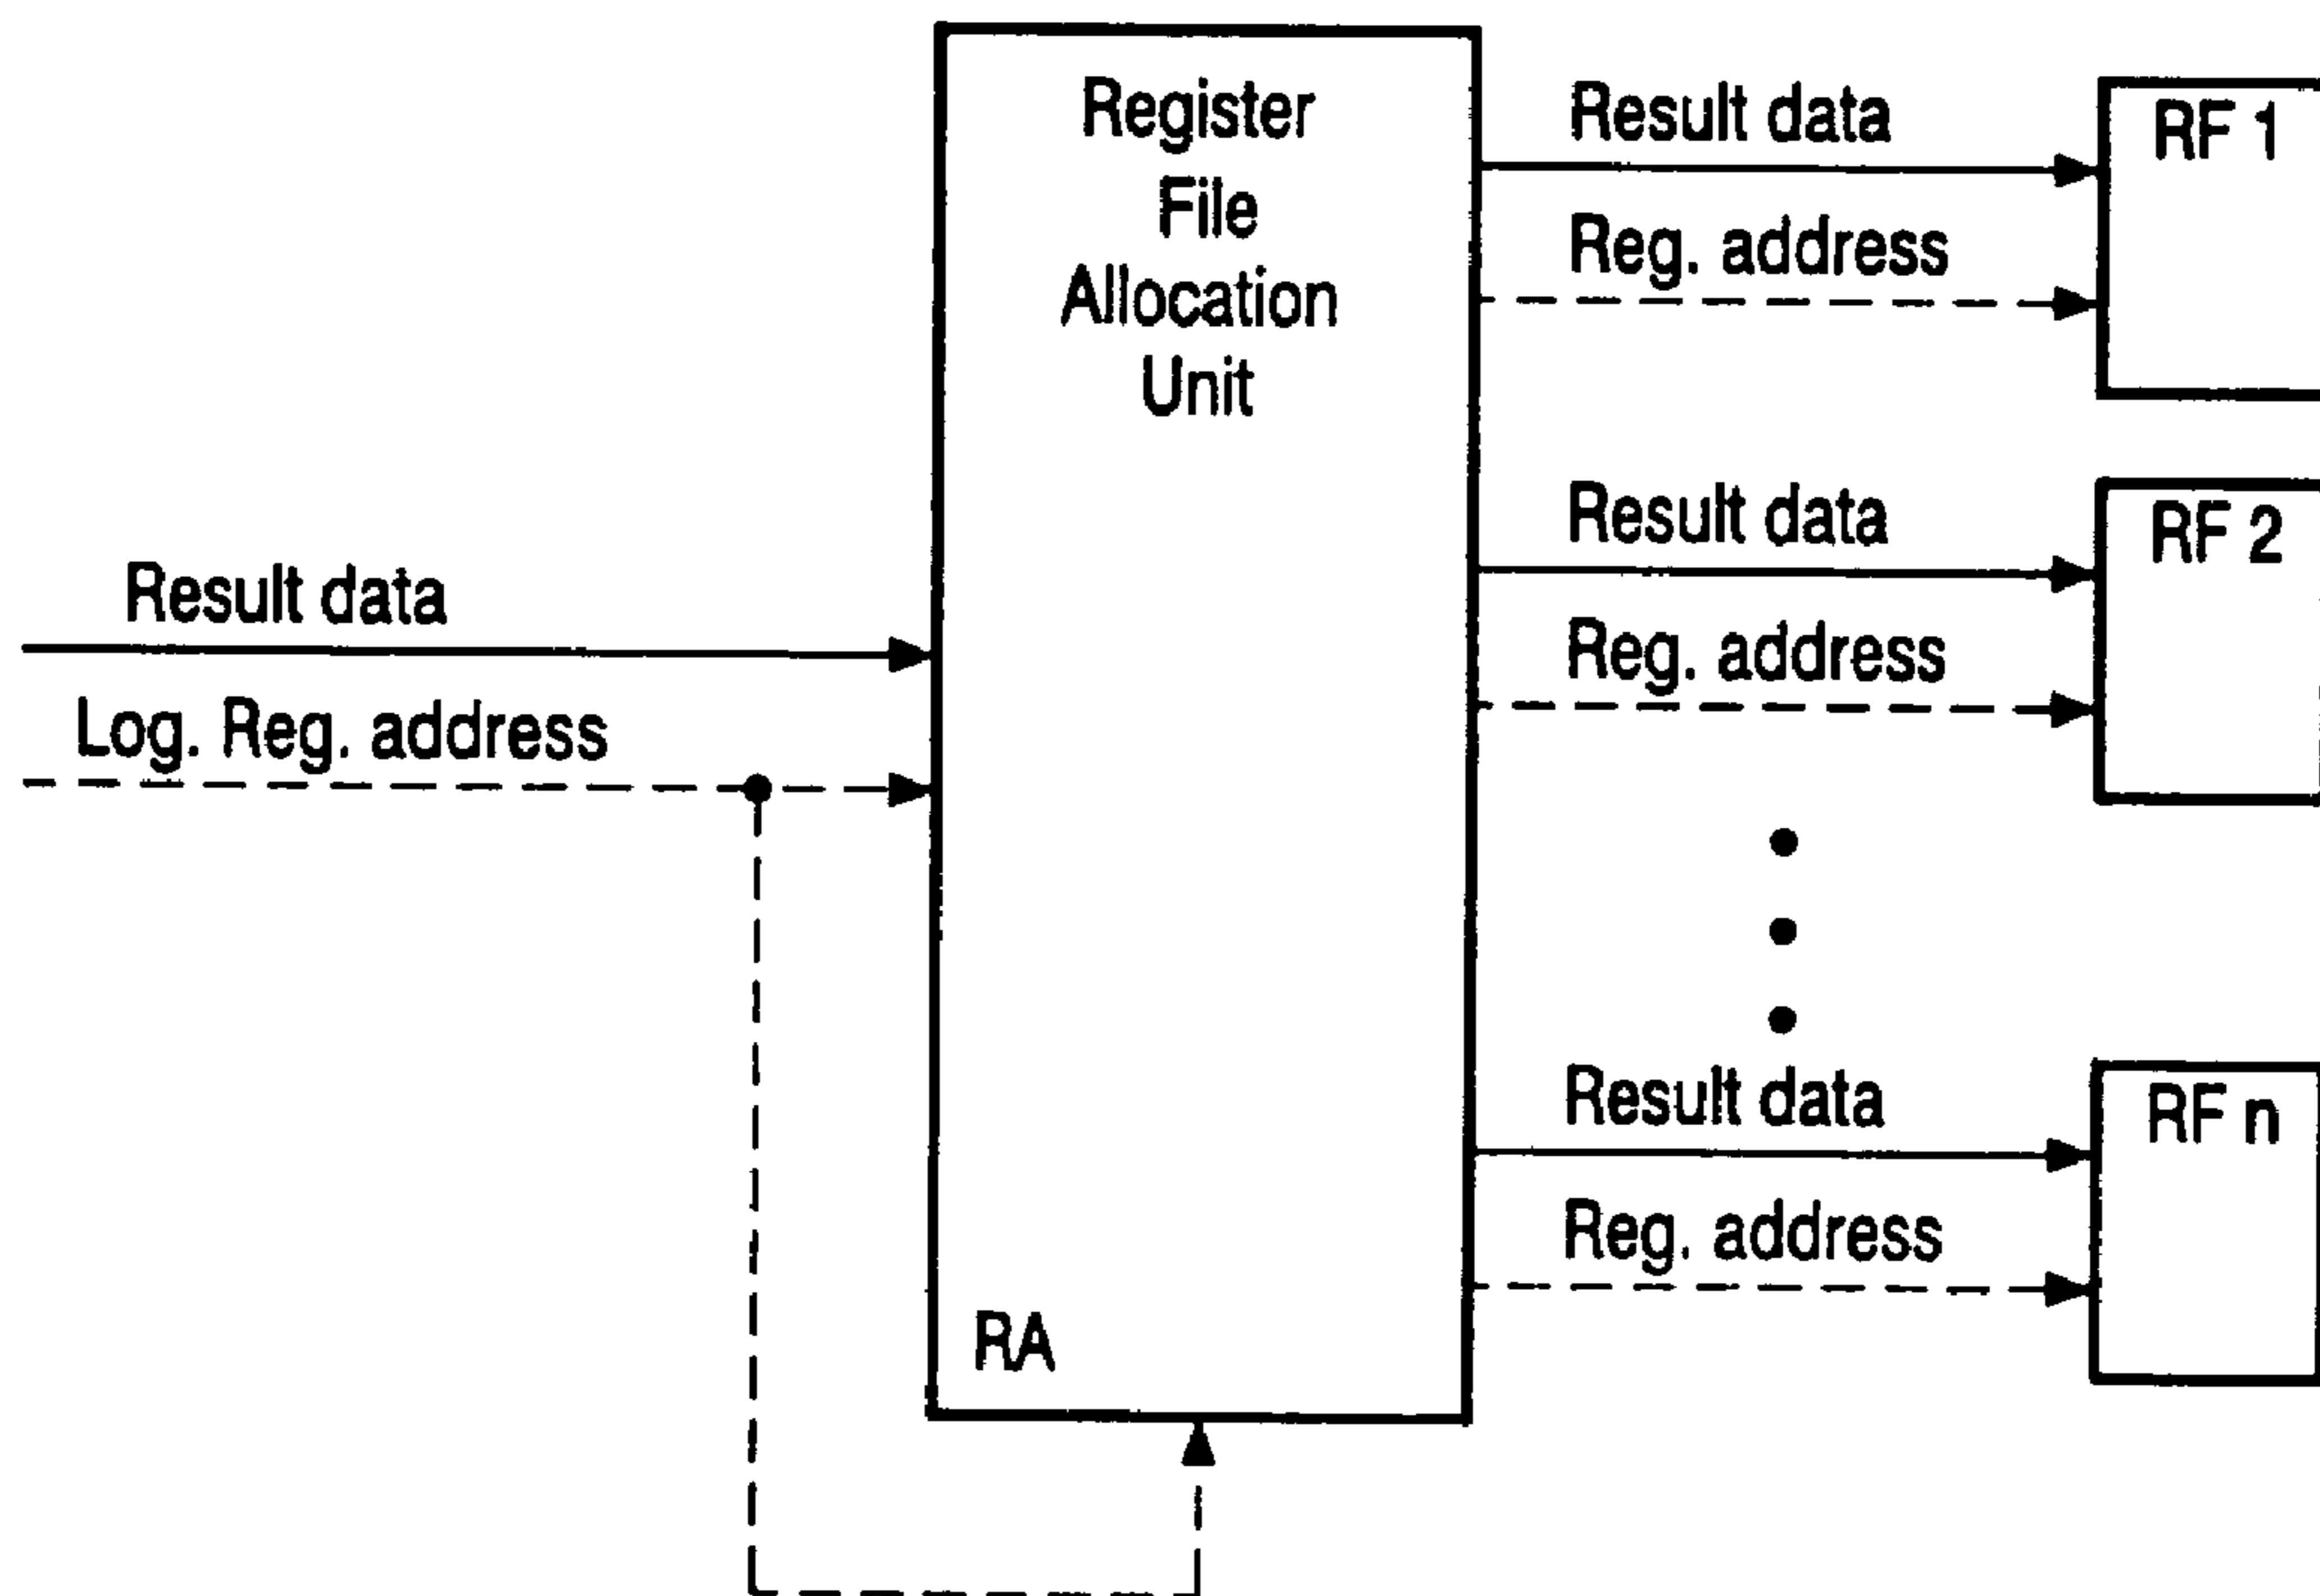 Register
File
Allocation
Unit
Result data
Reg. address
RF 1
Result data
Reg. address
RF 2
Result data
Log. Reg. address
Result data
Reg. address
RF n
RA